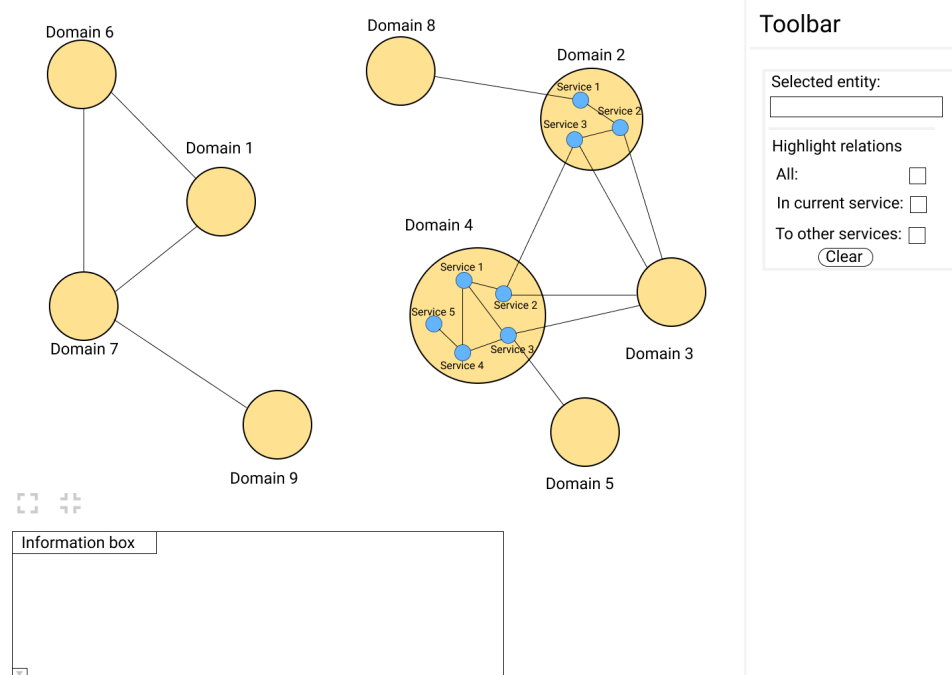 Domain 6
Domain 8
Toolbar
Domain 2
Selected entity:
Service 1
Service 2
Service 3
Domain 1
Highlight relations
All:
In current service:
To other services:
Clear
Domain 4
Service 1
Service 2
Service 5
Service 3
Service 4
Domain 7
Domain 3
Domain 9
Domain 5
Information box